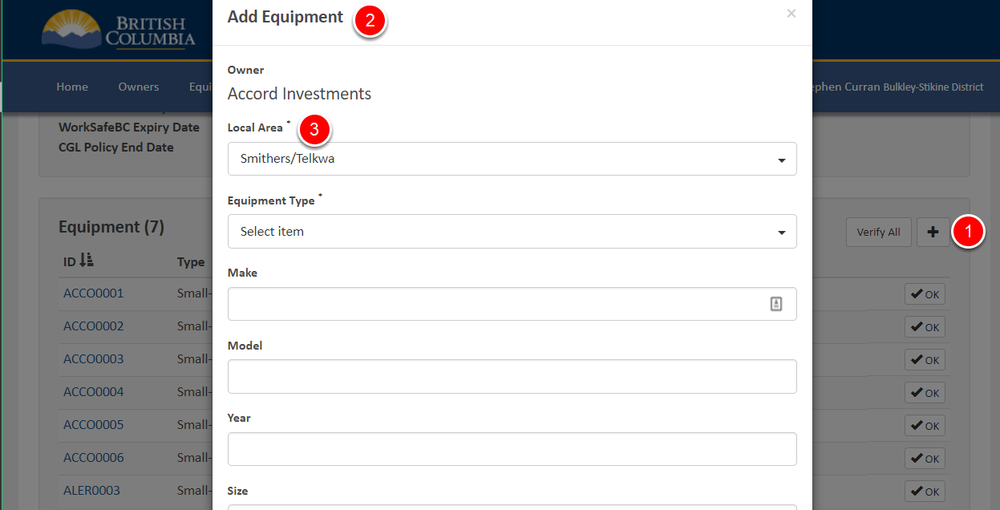 BRITISH
COLUMBIA
Home
Owners
Equi
ephen Curran Bulkley-Stikine District
WorkSafeBC Expiry Date
CGL Policy End Date
Equipment (7)
Verify All
1
ID
Type
ACCO0001 Small- OK
ACCO0002 Small- OK
ACCO0003 Small- OK
ACCO0004 Small- OK
ACCO0005 Small- OK
ACCO0006 Small- OK
ALER0003 Small- OK
Add Equipment 2
×
Owner
Accord Investments
Local Area * 3
Smithers/Telkwa
Equipment Type *
Select item
Make
Model
Year
Size